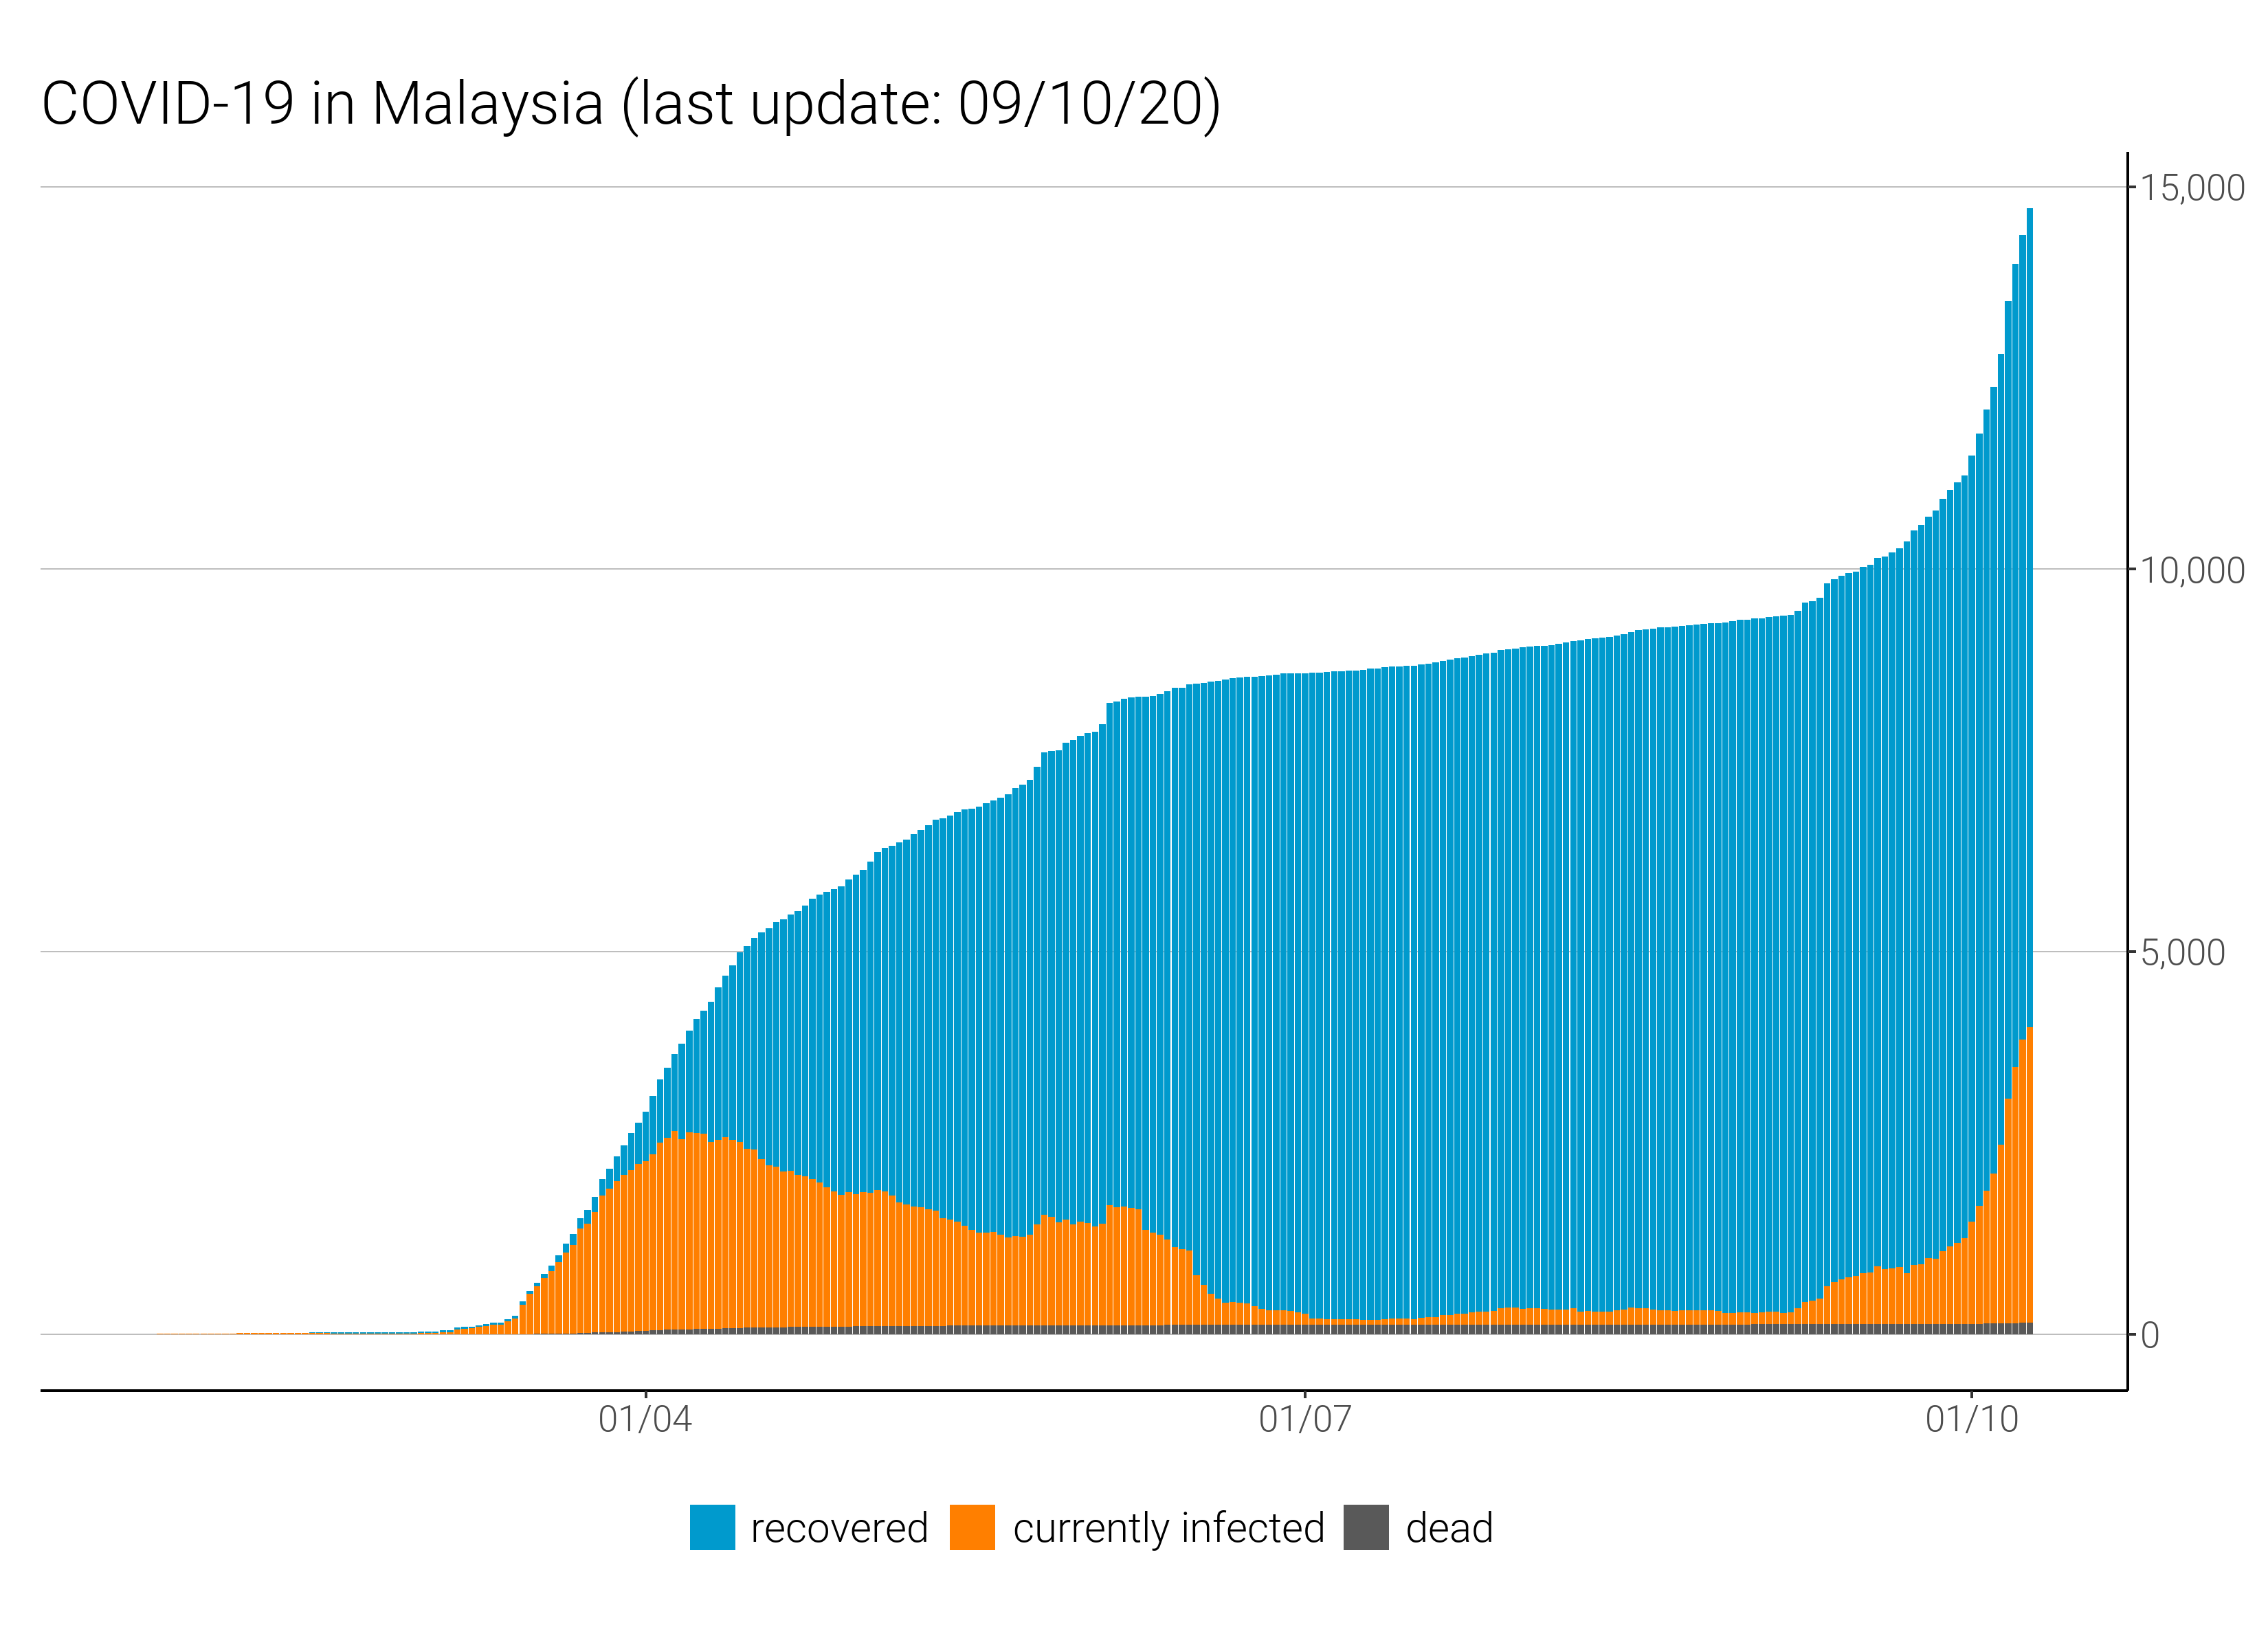 COVID-19 in Malaysia (last update: 09/10/20)
15,000
10,000
5,000
0
01/04 01/07 01/10
recovered currently infected dead